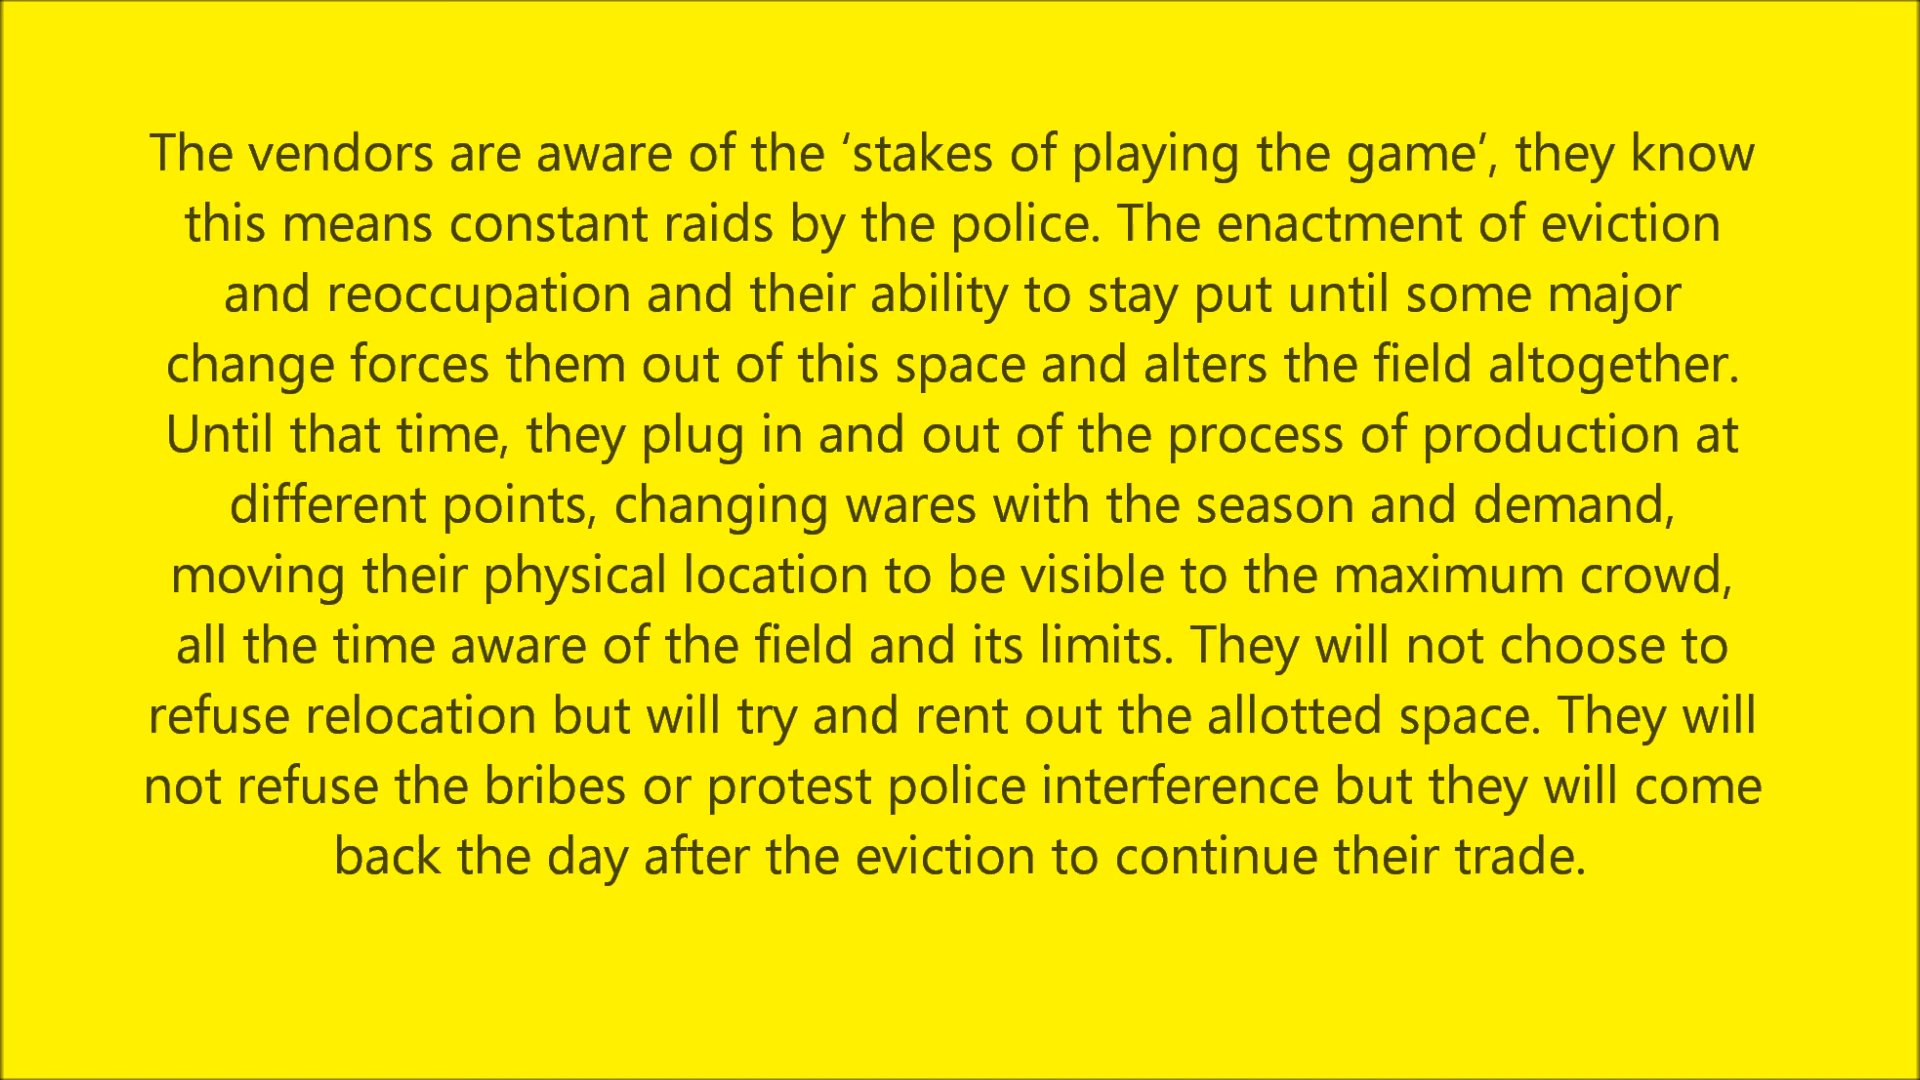 The vendors are aware of the ‘stakes of playing the game’, they know
this means constant raids by the police. The enactment of eviction
and reoccupation and their ability to stay put until some major
change forces them out of this space and alters the field altogether.
Until that time, they plug in and out of the process of production at
different points, changing wares with the season and demand,
moving their physical location to be visible to the maximum crowd,
all the time aware of the field and its limits. They will not choose to
refuse relocation but will try and rent out the allotted space. They will
not refuse the bribes or protest police interference but they will come
back the day after the eviction to continue their trade.